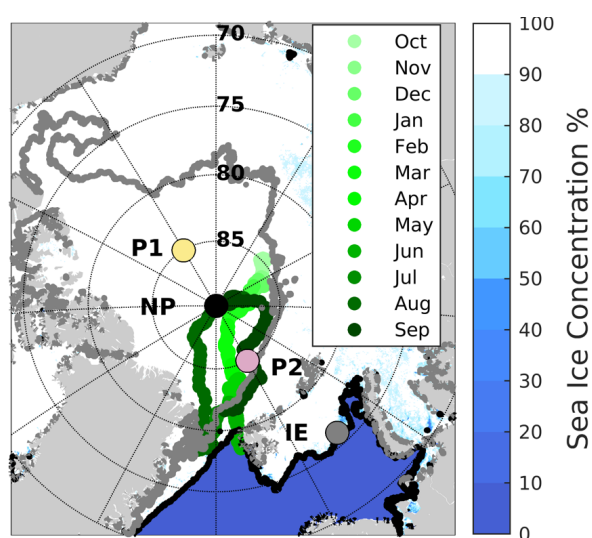 70
75
80
85
P1
NP
P2
IE
Oct
Nov
Dec
Jan
Feb
Mar
Apr
May
Jun
Jul
Aug
Sep
100
90
80
70
60
50
40
30
20
10
0
Sea Ice Concentration %